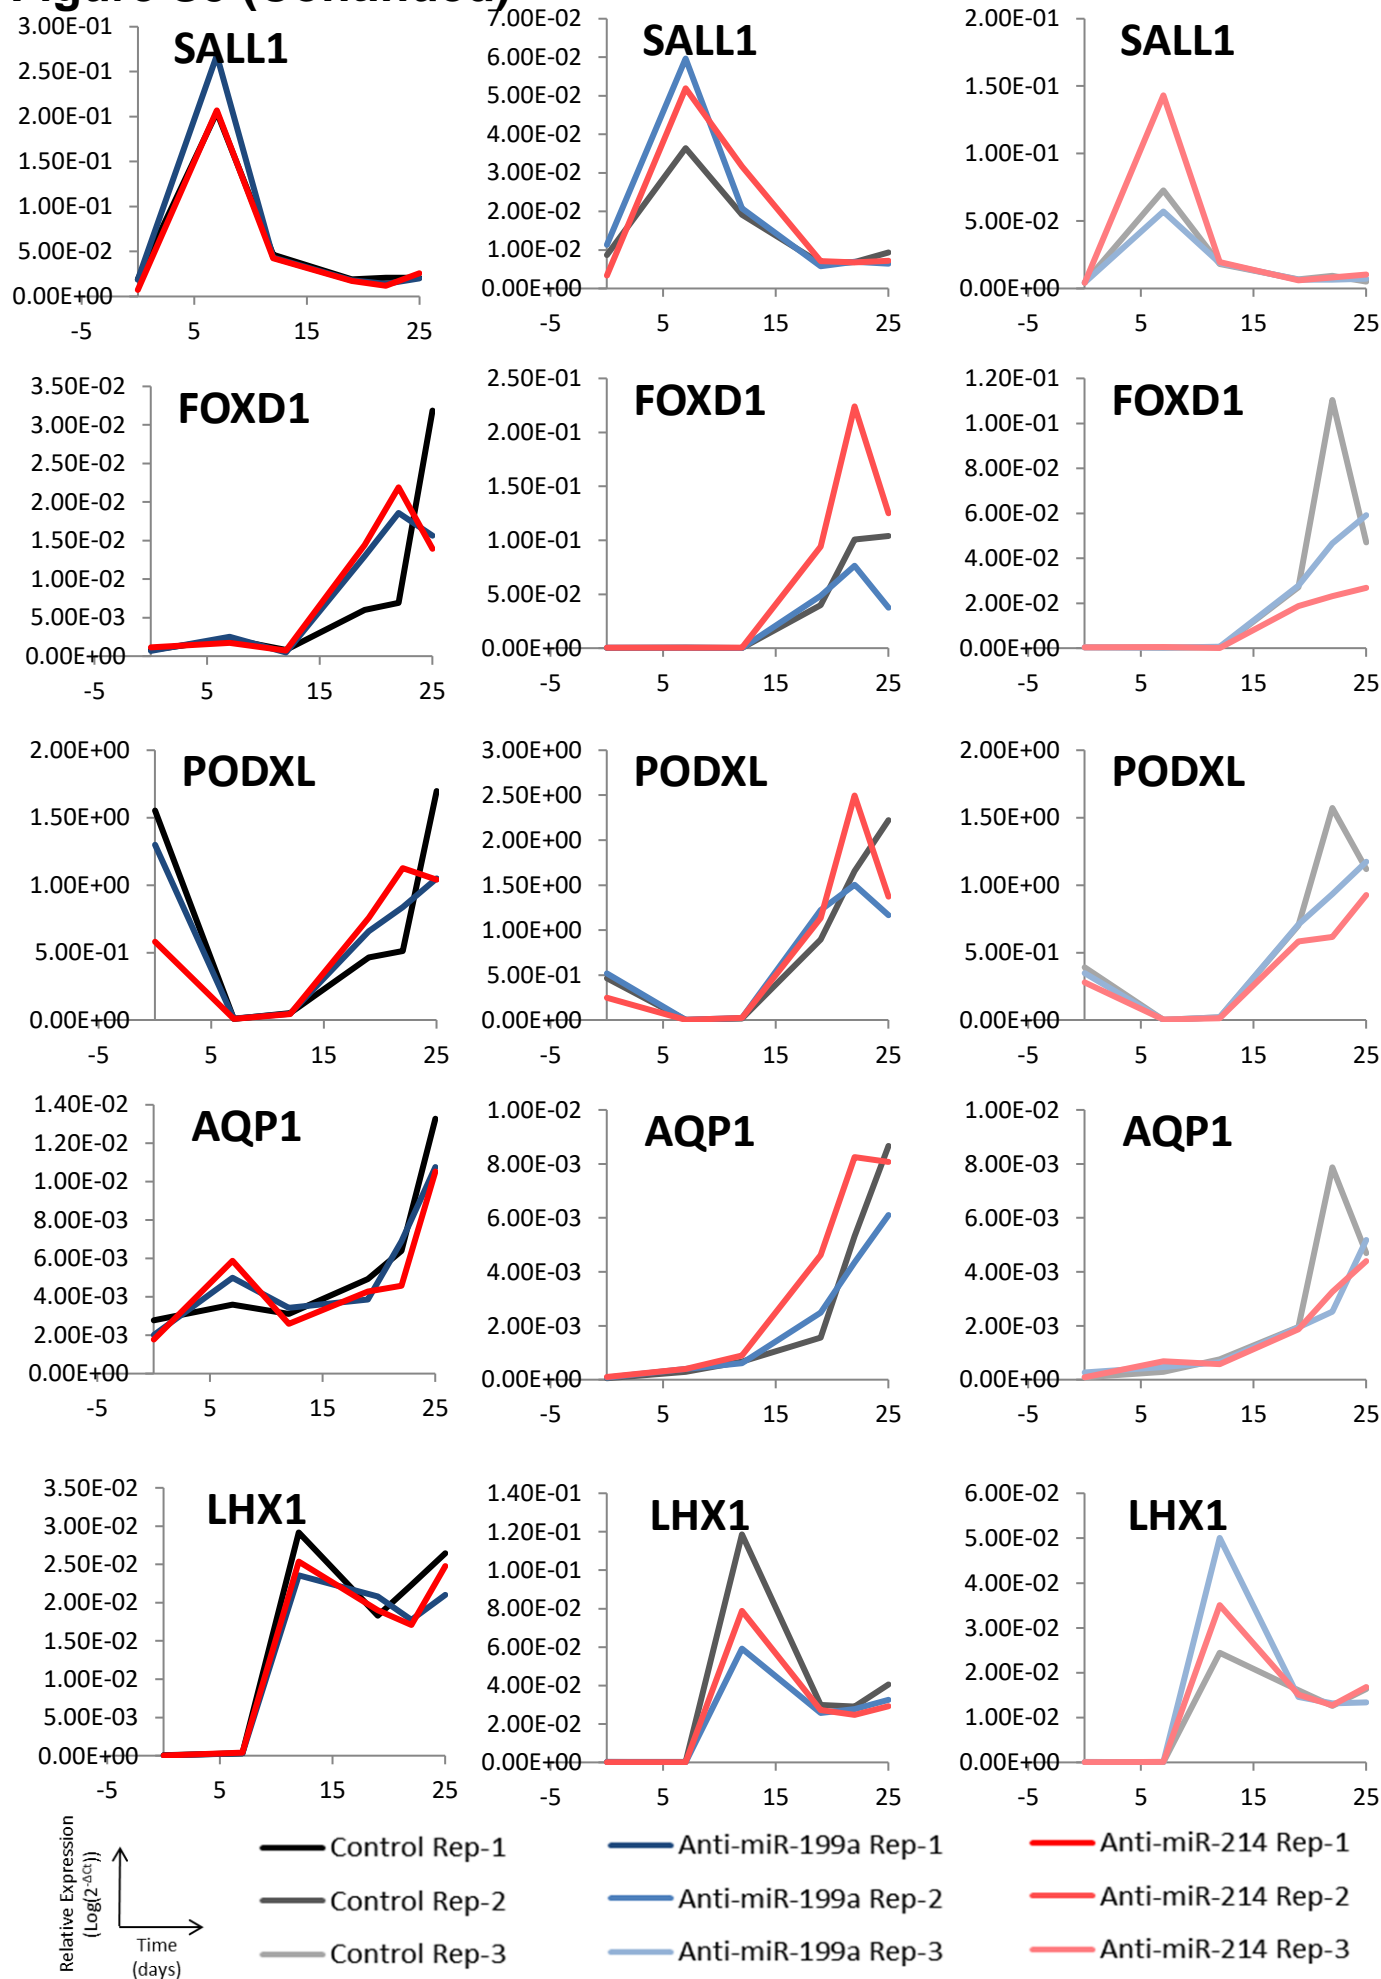 Figure (Continued)
SALL1
3.00E-01
2.50E-01
2.00E-01
1.50E-01
1.00E-01
5.00E-02
0.00E+00
-5 5 15 25
SALL1
7.00E-02
6.00E-02
5.00E-02
4.00E-02
3.00E-02
2.00E-02
1.00E-02
0.00E+00
-5 5 15 25
SALL1
2.00E-01
1.50E-01
1.00E-01
5.00E-02
0.00E+00
-5 5 15 25
FOXD1
3.50E-02
3.00E-02
2.50E-02
2.00E-02
1.50E-02
1.00E-02
5.00E-03
0.00E+00
-5 5 15 25
FOXD1
2.50E-01
2.00E-01
1.50E-01
1.00E-01
5.00E-02
0.00E+00
-5 5 15 25
FOXD1
1.20E-01
1.00E-01
8.00E-02
6.00E-02
4.00E-02
2.00E-02
0.00E+00
-5 5 15 25
PODXL
2.00E+00
1.50E+00
1.00E+00
5.00E-01
0.00E+00
-5 5 15 25
PODXL
3.00E+00
2.50E+00
2.00E+00
1.50E+00
1.00E+00
5.00E-01
0.00E+00
-5 5 15 25
PODXL
2.00E+00
1.50E+00
1.00E+00
5.00E-01
0.00E+00
-5 5 15 25
AQP1
1.40E-02
1.20E-02
1.00E-02
8.00E-03
6.00E-03
4.00E-03
2.00E-03
0.00E+00
-5 5 15 25
AQP1
1.00E-02
8.00E-03
6.00E-03
4.00E-03
2.00E-03
0.00E+00
-5 5 15 25
AQP1
1.00E-02
8.00E-03
6.00E-03
4.00E-03
2.00E-03
0.00E+00
-5 5 15 25
LHX1
3.50E-02
3.00E-02
2.50E-02
2.00E-02
1.50E-02
1.00E-02
5.00E-03
0.00E+00
-5 5 15 25
LHX1
1.40E-01
1.20E-01
1.00E-01
8.00E-02
6.00E-02
4.00E-02
2.00E-02
0.00E+00
-5 5 15 25
LHX1
6.00E-02
5.00E-02
4.00E-02
3.00E-02
2.00E-02
1.00E-02
0.00E+00
-5 5 15 25
Relative Expression
(Log(2-ΔCt))
Time
(days)
Control Rep-1
Control Rep-2
Control Rep-3
Anti-miR-199a Rep-1
Anti-miR-199a Rep-2
Anti-miR-199a Rep-3
Anti-miR-214 Rep-1
Anti-miR-214 Rep-2
Anti-miR-214 Rep-3